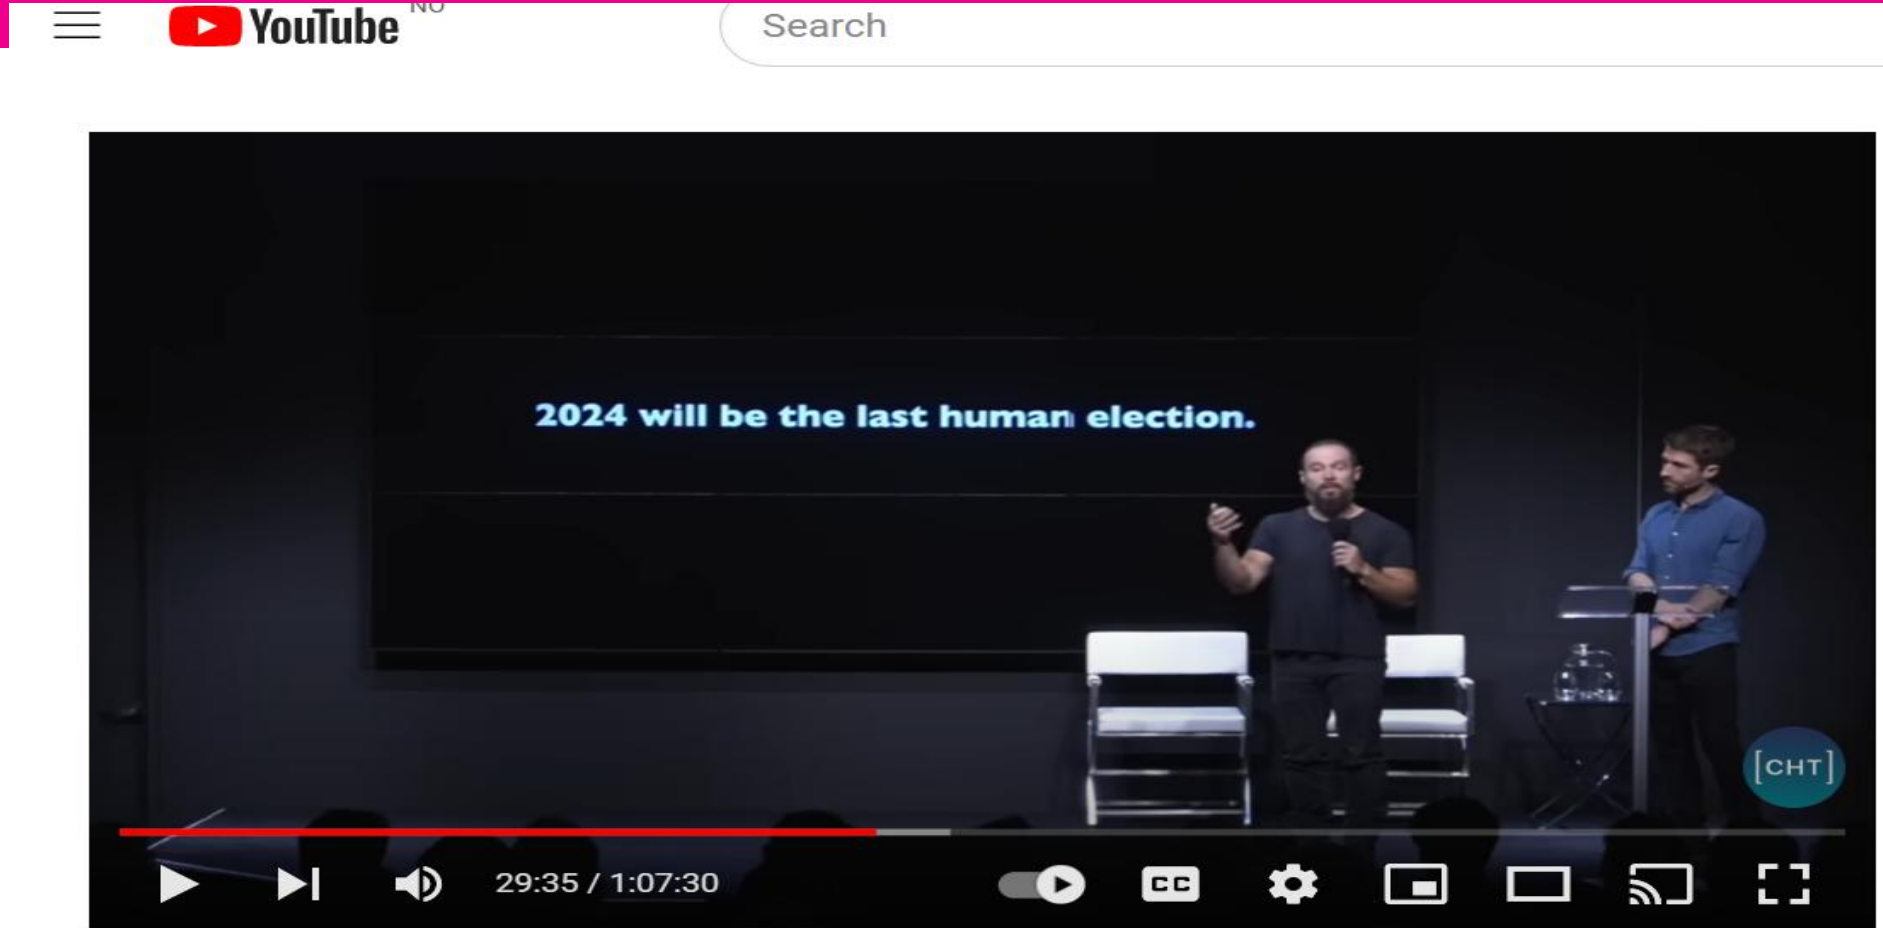 YouTube NO
Search
2024 will be the last human election.
[CHT]
29:35 / 1:07:30
CC